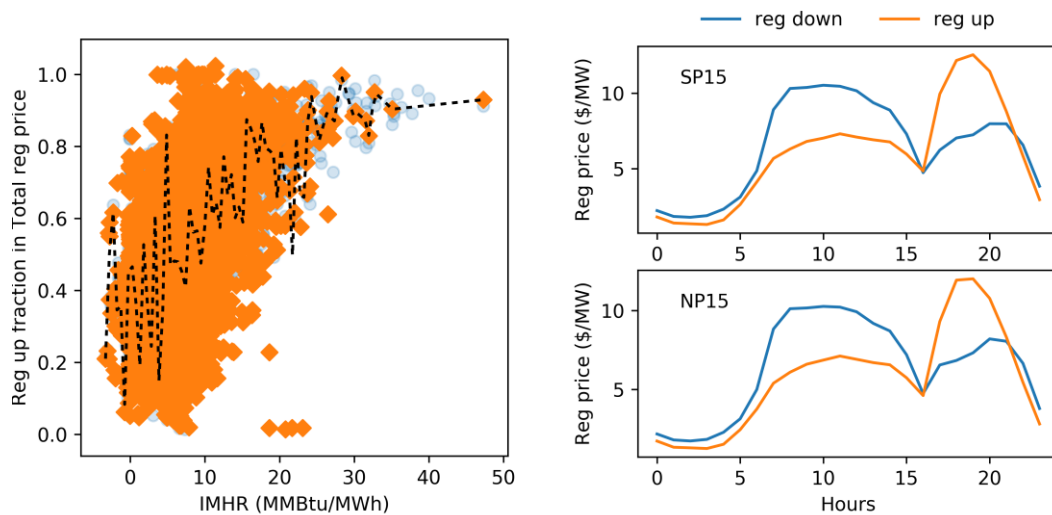 Reg up fraction in Total reg price
1.0
0.8
0.6
0.4
0.2
0.0
0
10
20
30
40
50
IMHR (MMBtu/MWh)
reg down
reg up
Reg price ($/MW)
10
5
SP15
0
5
10
15
20
Reg price ($/MW)
10
5
NP15
0
5
10
15
20
Hours